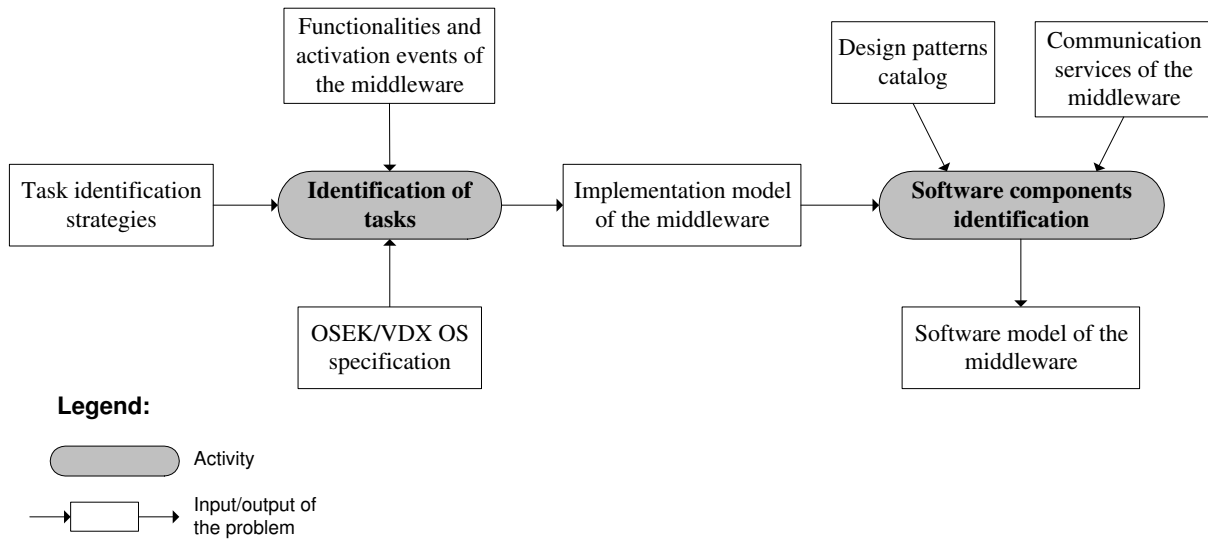 Functionalities and
activation events of
the middleware
Design patterns
catalog
Communication
services of the
middleware
Task identification
strategies
Identification of
tasks
Implementation model
of the middleware
Software components
identification
OSEK/VDX OS
specification
Software model of the
middleware
Legend:
Activity
Input/output of
the problem